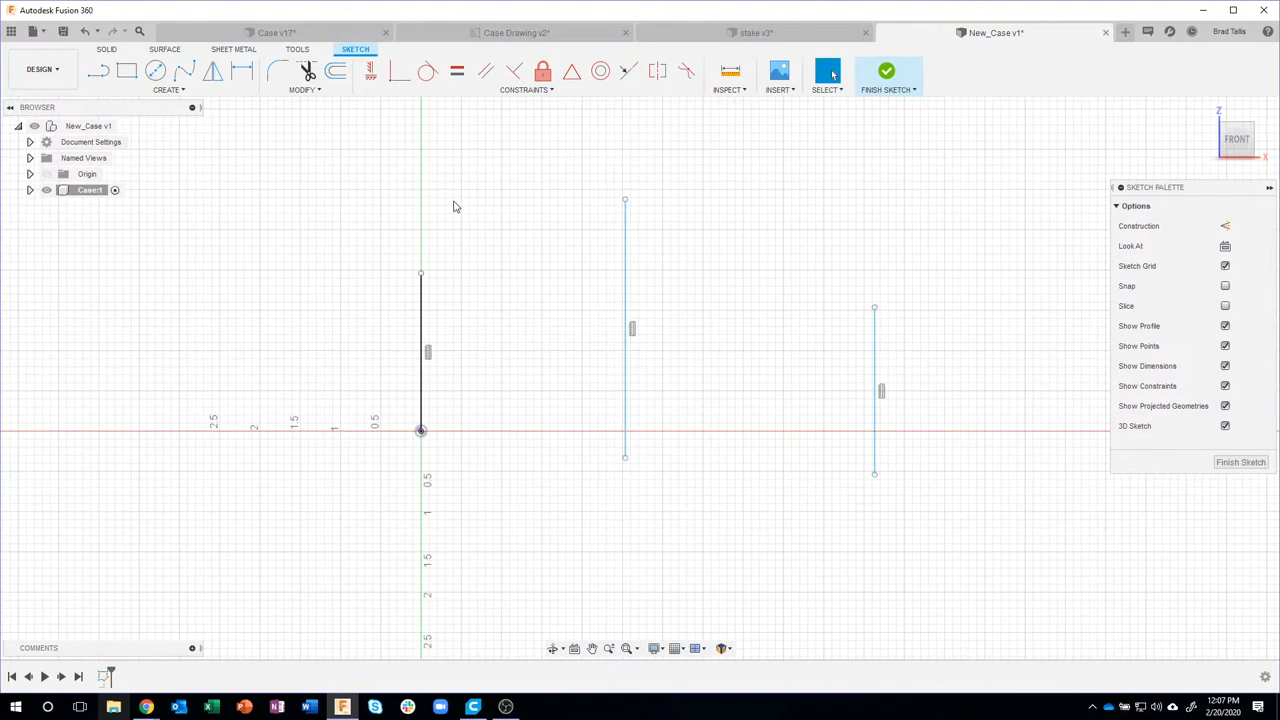 Autodesk Fusion 360
Case v17*
Case Drawing v2*
stake v3*
New_Case v1*
Brad Tallis
SOLID SURFACE SHEET METAL TOOLS SKETCH
DESIGN
CREATE
MODIFY
CONSTRAINTS
INSPECT
INSERT
SELECT
FINISH SKETCH
BROWSER
New_Case v1
Document Settings
Named Views
Origin
Case:1
Z
FRONT
X
SKETCH PALETTE
Options
Construction
Look At
Sketch Grid
Snap
Slice
Show Profile
Show Points
Show Dimensions
Show Constraints
Show Projected Geometries
3D Sketch
Finish Sketch
2.5 2 1.5 1 0.5
0.5
1
1.5
2
2.5
COMMENTS
12:07 PM
2/20/2020